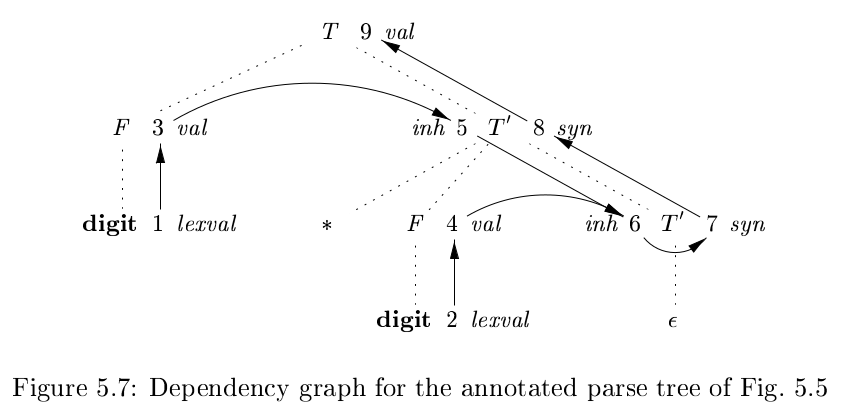 T 9 val
F 3 val inh 5 T′ 8 syn
digit 1 lexval * F 4 val inh 6 T′ 7 syn
digit 2 lexval ϵ
Figure 5.7: Dependency graph for the annotated parse tree of Fig. 5.5